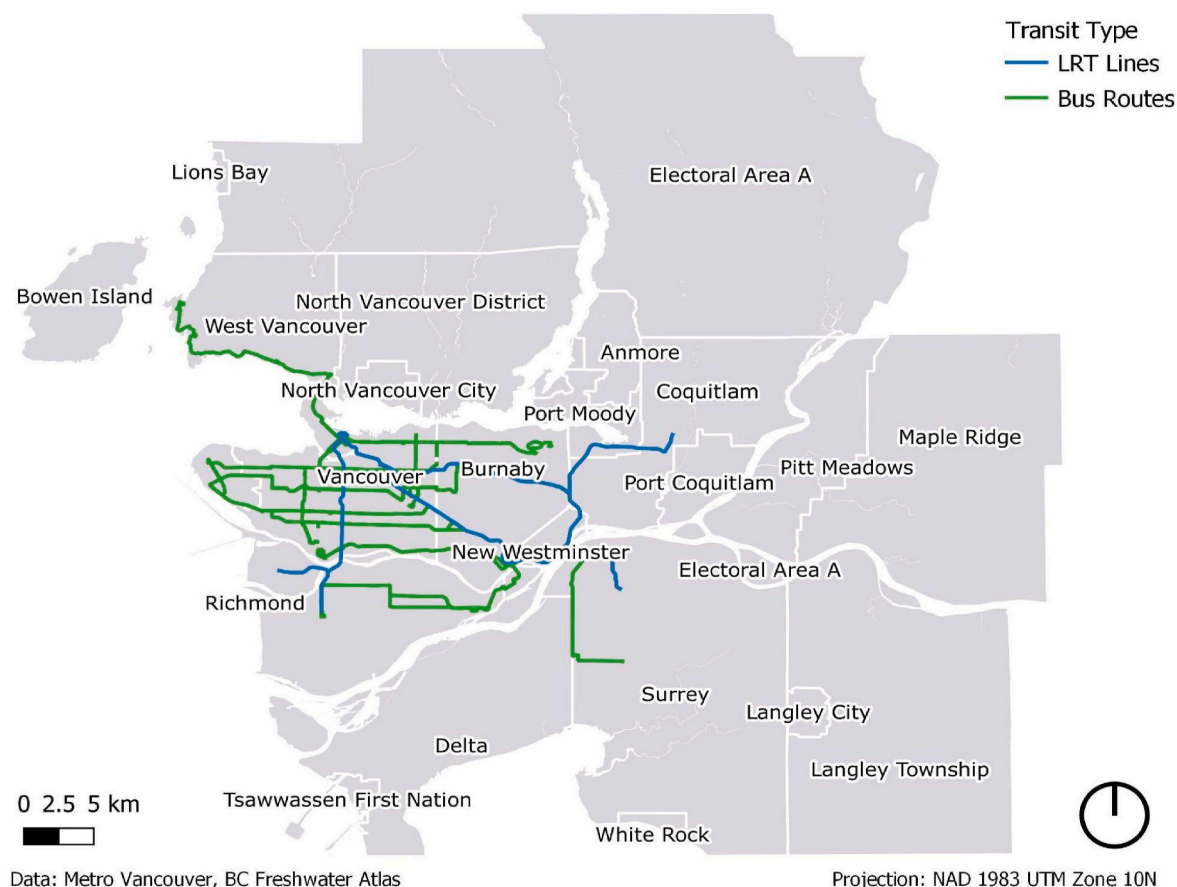 Transit Type
LRT Lines
Bus Routes
Lions Bay
Electoral Area A
Bowen Island
North Vancouver District
West Vancouver
Anmore
North Vancouver City
Coquitlam
Port Moody
Maple Ridge
Burnaby
Pitt Meadows
Vancouver
Port Coquitlam
New Westminster
Electoral Area A
Richmond
Surrey
Langley City
Delta
Langley Township
Tsawwassen First Nation
White Rock
0 2.5 5 km
Data: Metro Vancouver, BC Freshwater Atlas
Projection: NAD 1983 UTM Zone 10N